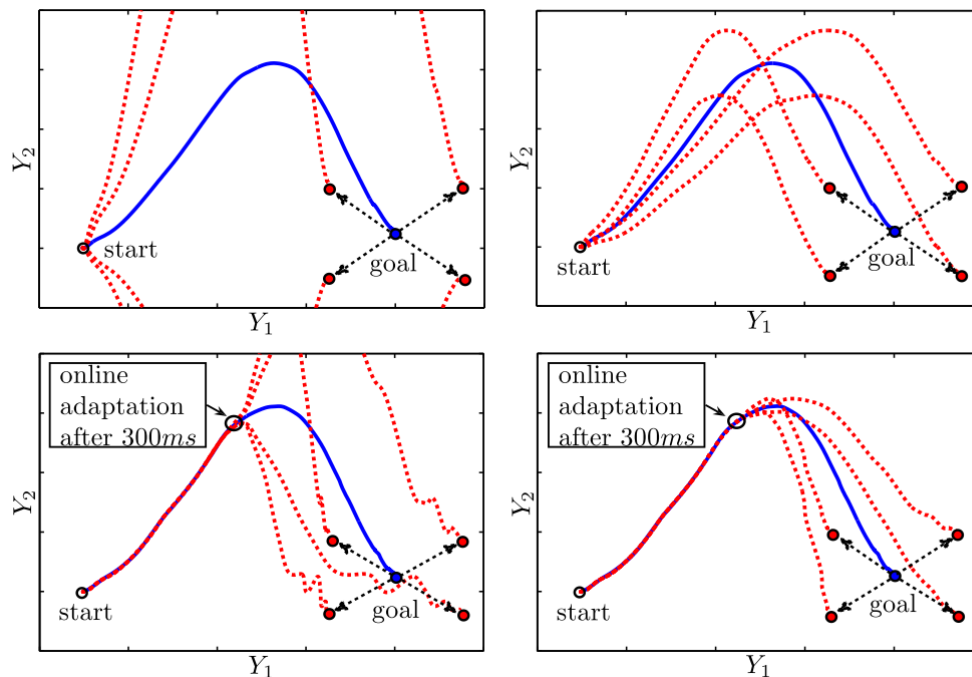 Y₂
start
goal
Y₁
Y₂
start
goal
Y₁
online
adaptation
after 300ms
Y₂
start
goal
Y₁
online
adaptation
after 300ms
Y₂
start
goal
Y₁